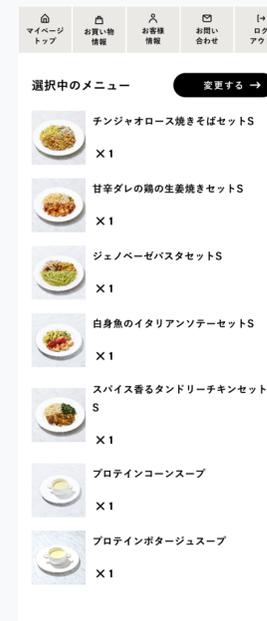 マイページ
トップ
お買い物
情報
お客様
情報
お問い
合わせ
ログ
アウ
選択中のメニュー
変更する →
チンジャオロース焼きそばセットS
×1
甘辛ダレの鶏の生姜焼きセットS
×1
ジェノベーゼパスタセットS
×1
白身魚のイタリアンソテーセットS
×1
スパイス香るタンドリーチキンセット
S
×1
プロテインコーンスープ
×1
プロテインポタージュスープ
×1